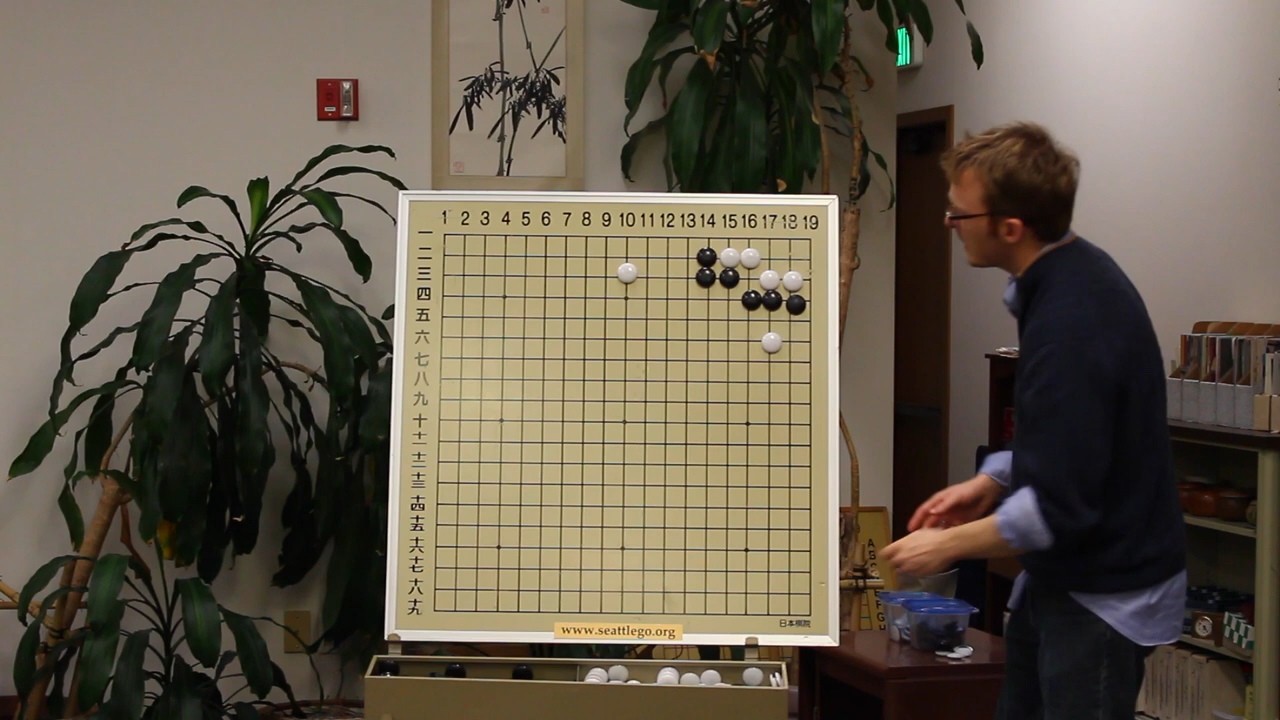 1 2 3 4 5 6 7 8 9 10 11 12 13 14 15 16 17 18 19
一
二
三
四
五
六
七
八
九
十
十一
十二
十三
十四
十五
十六
十七
十八
十九
日本棋院
www.seattlego.org